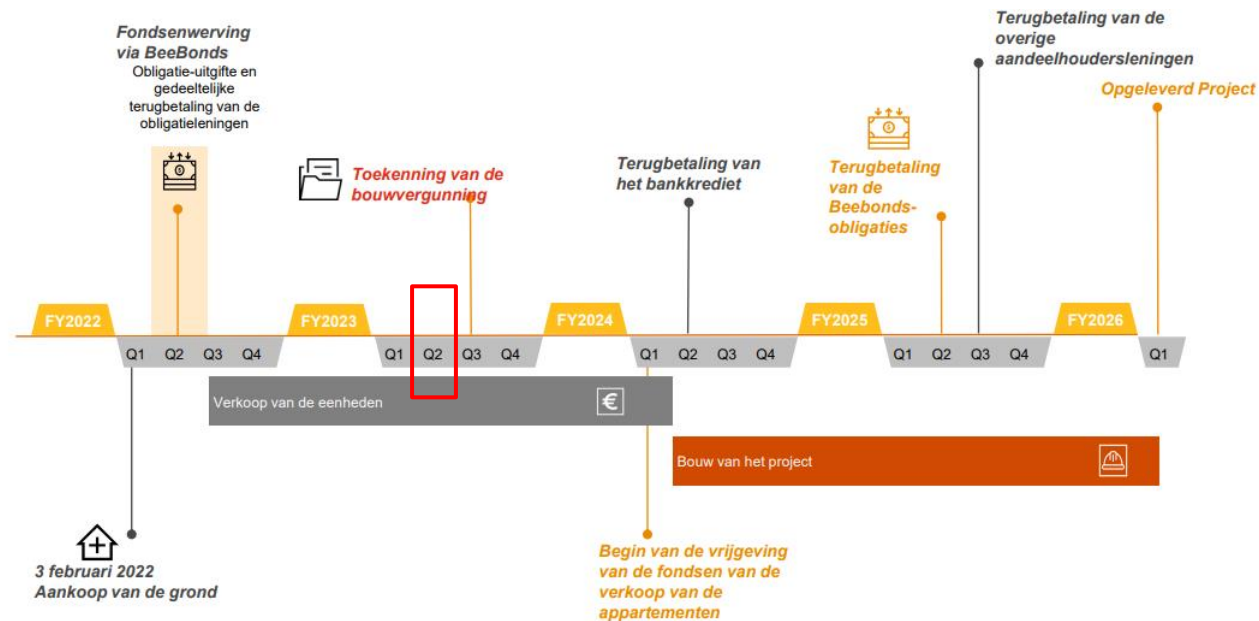 Fondsenwerving
via BeeBonds
Obligatie-uitgifte en
gedeeltelijke
terugbetaling van de
obligatieleningen
Toekenning van de
bouwvergunning
Terugbetaling van
het bankkrediet
Terugbetaling
van de
Beebonds-
obligaties
Terugbetaling van de
overige
aandeelhoudersleningen
Opgeleverd Project
FY2022
FY2023
FY2024
FY2025
FY2026
Q1 Q2 Q3 Q4
Q1 Q2 Q3 Q4
Q1 Q2 Q3 Q4
Q1 Q2 Q3 Q4
Q1
Verkoop van de eenheden
€
Bouw van het project
3 februari 2022
Aankoop van de grond
Begin van de vrijgeving
van de fondsen van de
verkoop van de
appartementen